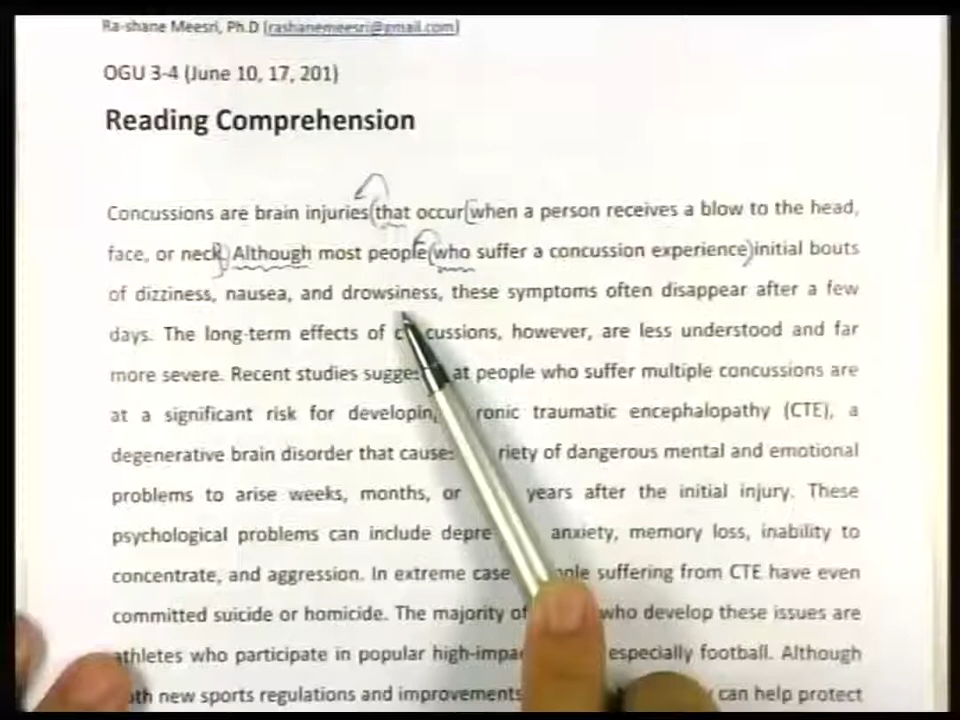 Ra-shane Meesri, Ph.D (rashanemeesri@gmail.com)
OGU 3-4 (June 10, 17, 201)
Reading Comprehension
Concussions are brain injuries (that occur (when a person receives a blow to the head,
face, or neck) Although most people (who suffer a concussion experience) initial bouts
of dizziness, nausea, and drowsiness, these symptoms often disappear after a few
days. The long-term effects of cussions, however, are less understood and far
more severe. Recent studies sugges at people who suffer multiple concussions are
at a significant risk for developin ronic traumatic encephalopathy (CTE), a
degenerative brain disorder that cause riety of dangerous mental and emotional
problems to arise weeks, months, or years after the initial injury. These
psychological problems can include depre anxiety, memory loss, inability to
concentrate, and aggression. In extreme case ople suffering from CTE have even
committed suicide or homicide. The majority of who develop these issues are
athletes who participate in popular high-impa especially football. Although
new sports regulations and improvements can help protect